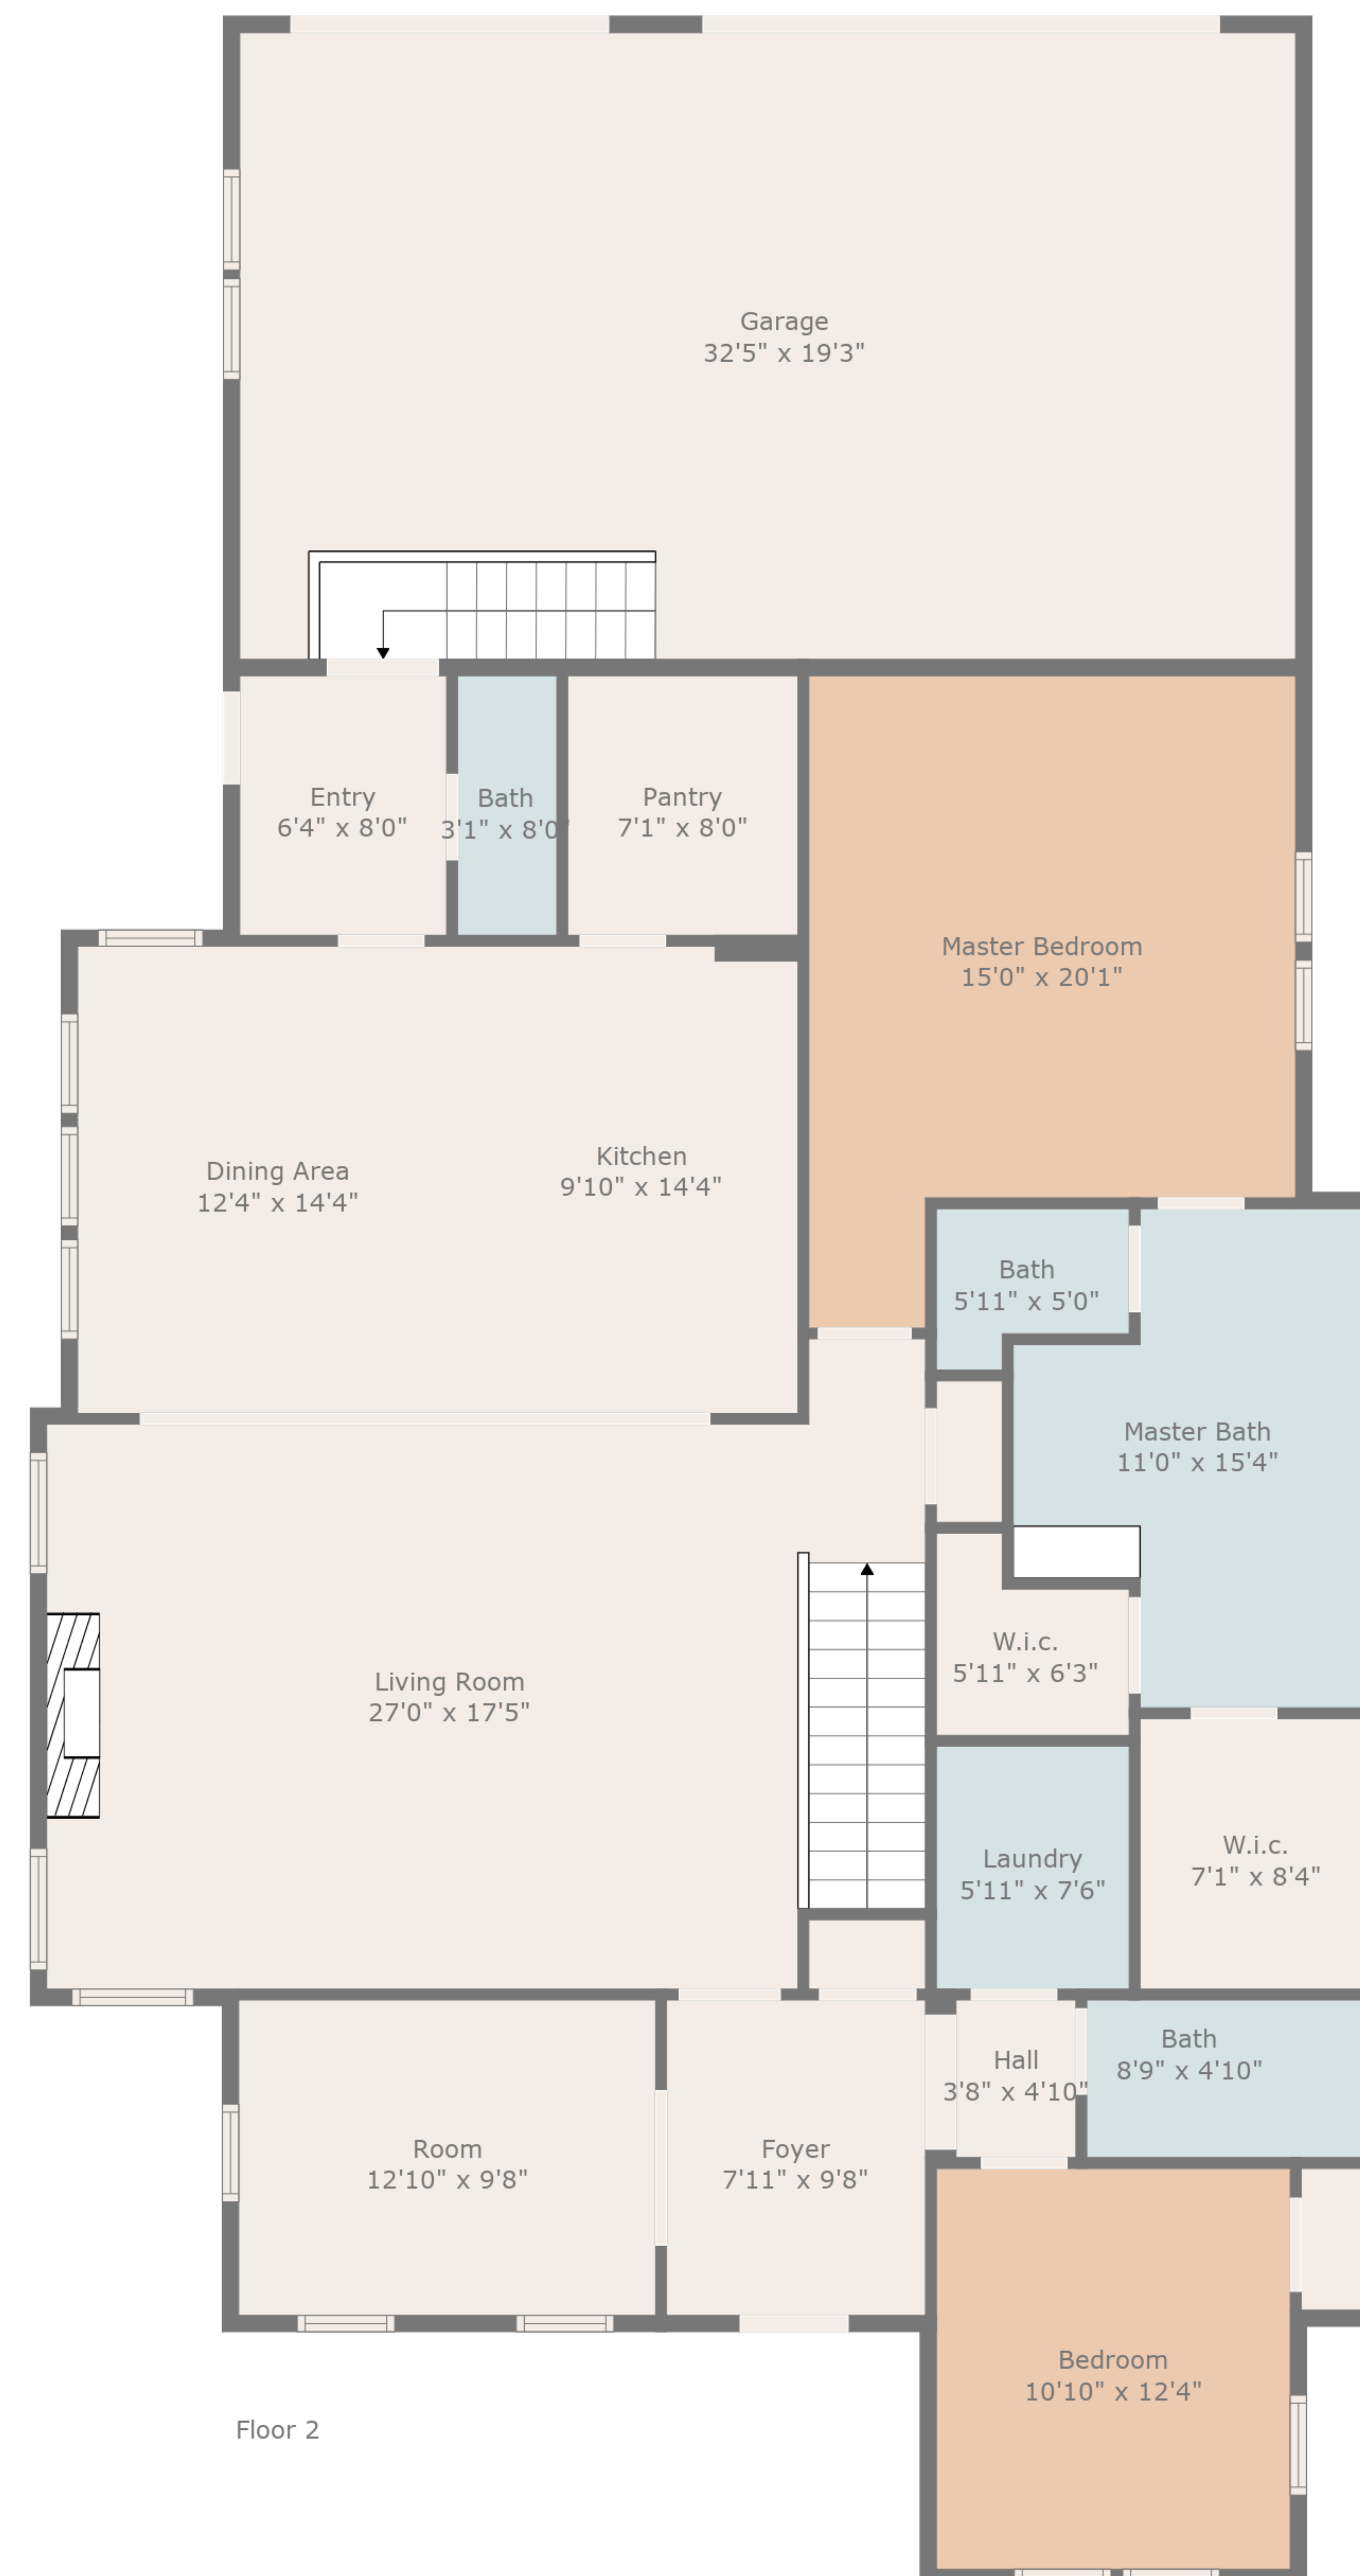 Garage
32'5" x 19'3"
Entry
6'4" x 8'0"
Bath
3'1" x 8'0"
Pantry
7'1" x 8'0"
Master Bedroom
15'0" x 20'1"
Dining Area
12'4" x 14'4"
Kitchen
9'10" x 14'4"
Bath
5'11" x 5'0"
Master Bath
11'0" x 15'4"
Living Room
27'0" x 17'5"
W.i.c.
5'11" x 6'3"
Laundry
5'11" x 7'6"
W.i.c.
7'1" x 8'4"
Hall
3'8" x 4'10"
Bath
8'9" x 4'10"
Room
12'10" x 9'8"
Foyer
7'11" x 9'8"
Bedroom
10'10" x 12'4"
Floor 2